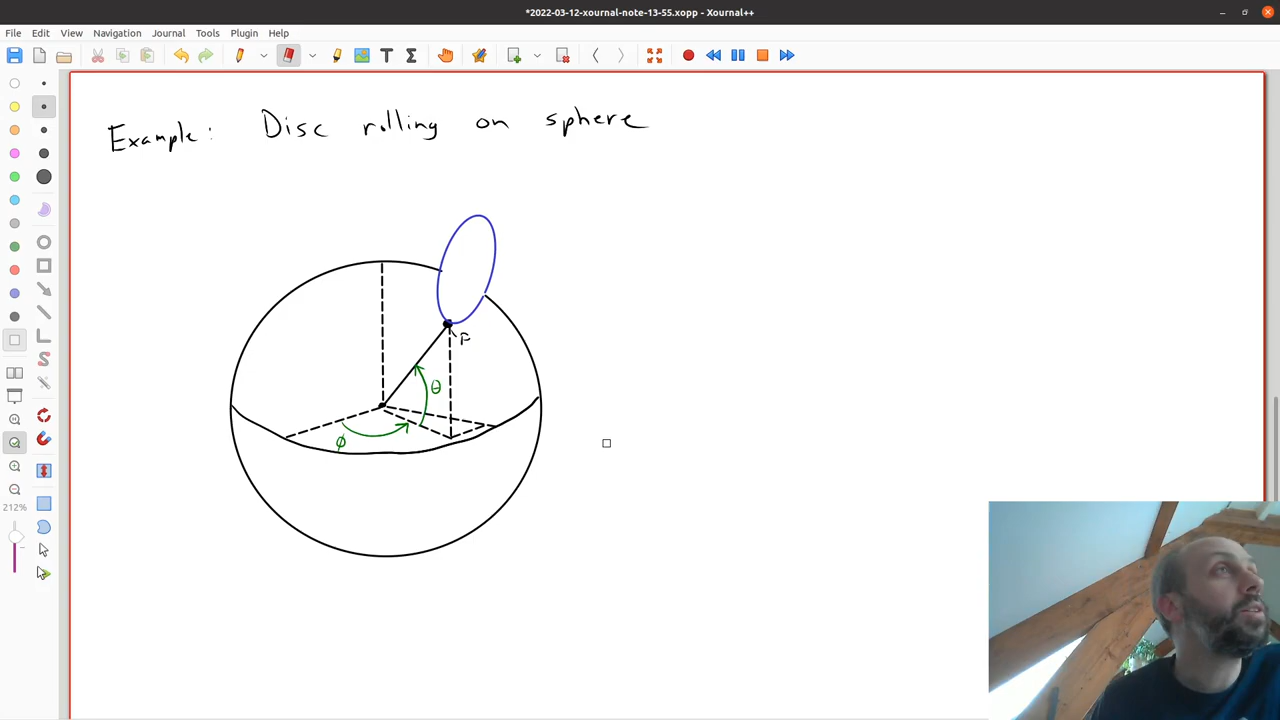 *2022-03-12-xournal-note-13-55.xopp - Xournal++
File Edit View Navigation Journal Tools Plugin Help
Example: Disc rolling on sphere
P
θ
ϕ
212%